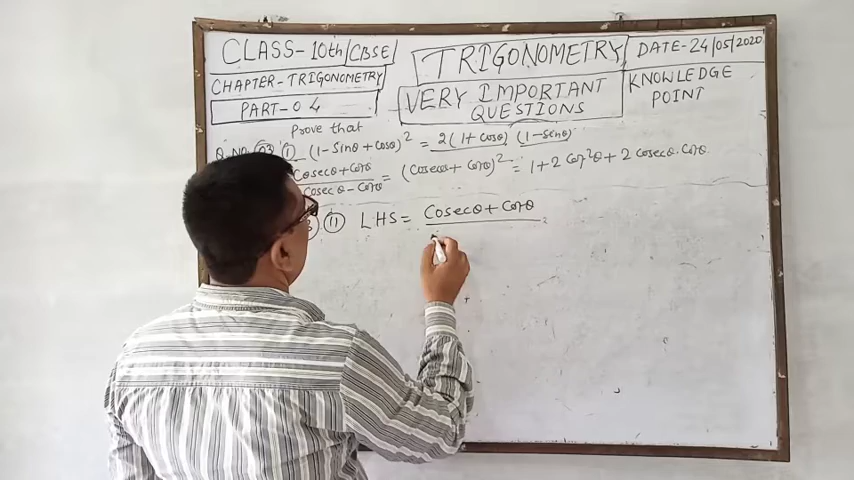 CLASS-10th/CBSE/
CHAPTER-TRIGONOMETRY
PART-04
TRIGONOMETRY
VERY IMPORTANT
QUESTIONS
DATE-24/05/2020
KNOWLEDGE
POINT
Prove that
Q.NO. 03 (i) (1-Sinθ+cosθ)² = 2(1+cosθ)(1-sinθ)
Cosecθ+Cotθ / Cosecθ-Cotθ = (Cosecθ+Cotθ)² = 1+2Cot²θ+2cosecθ.Cotθ
(ii) LHS = Cosecθ+Cotθ